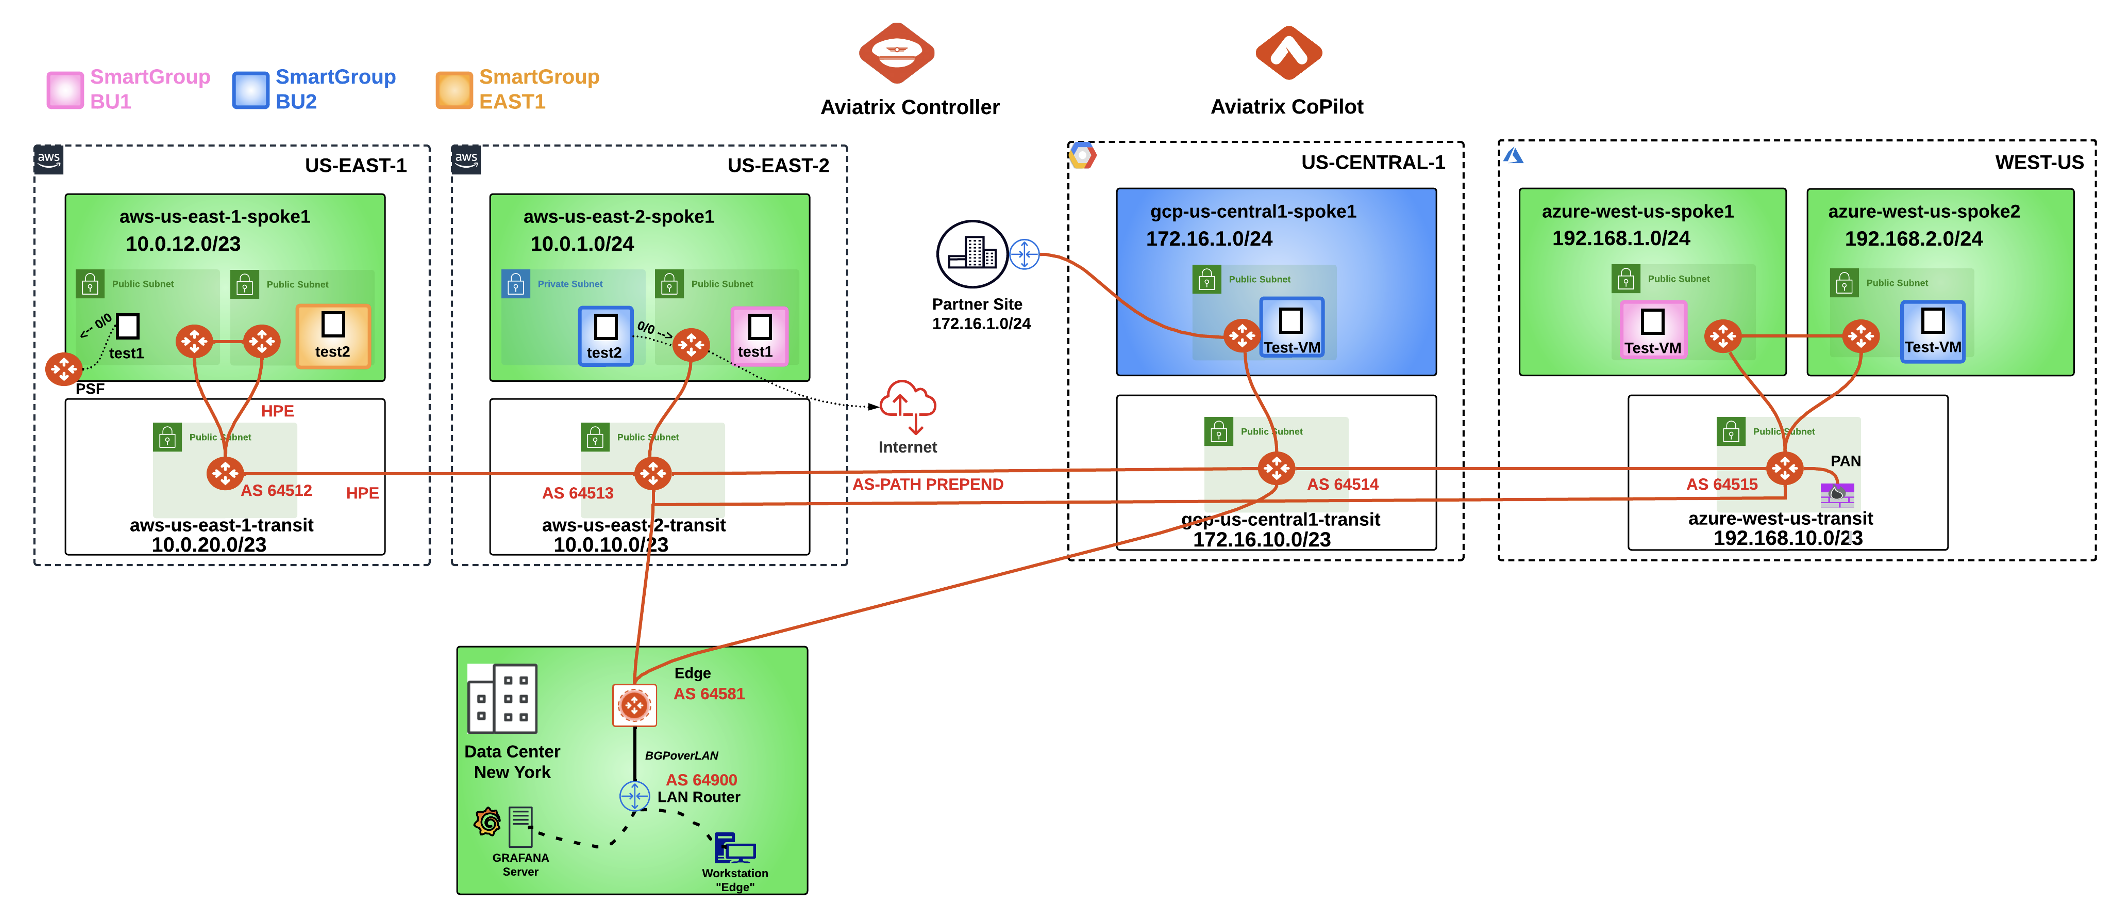 SmartGroup
BU1
SmartGroup
BU2
SmartGroup
EAST1
Aviatrix Controller
Aviatrix CoPilot
aws
US-EAST-1
aws-us-east-1-spoke1
10.0.12.0/23
Public Subnet
Public Subnet
<-- 0/0
test1
test2
PSF
HPE
Public Subnet
AS 64512
HPE
aws-us-east-1-transit
10.0.20.0/23
aws
US-EAST-2
aws-us-east-2-spoke1
10.0.1.0/24
Private Subnet
Public Subnet
0/0 -->
test2
test1
Internet
Public Subnet
AS 64513
AS-PATH PREPEND
aws-us-east-2-transit
10.0.10.0/23
Partner Site
172.16.1.0/24
US-CENTRAL-1
gcp-us-central1-spoke1
172.16.1.0/24
Public Subnet
Test-VM
Public Subnet
AS 64514
gcp-us-central1-transit
172.16.10.0/23
WEST-US
azure-west-us-spoke1
192.168.1.0/24
Public Subnet
Test-VM
azure-west-us-spoke2
192.168.2.0/24
Public Subnet
Test-VM
Public Subnet
PAN
AS 64515
azure-west-us-transit
192.168.10.0/23
Edge
AS 64581
Data Center
New York
BGPoverLAN
AS 64900
LAN Router
GRAFANA
Server
Workstation
"Edge"